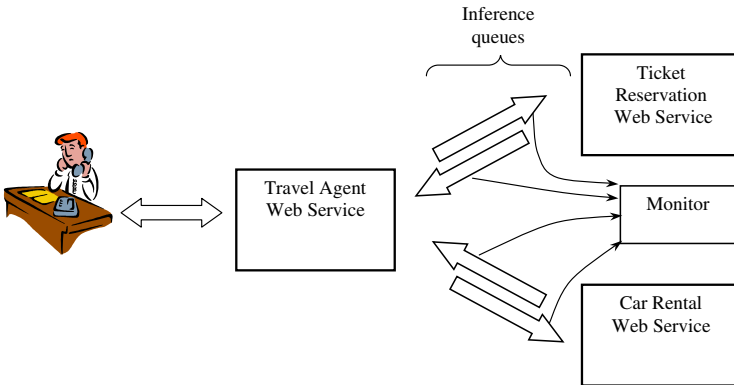 Inference
queues
Ticket
Reservation
Web Service
Travel Agent
Web Service
Monitor
Car Rental
Web Service